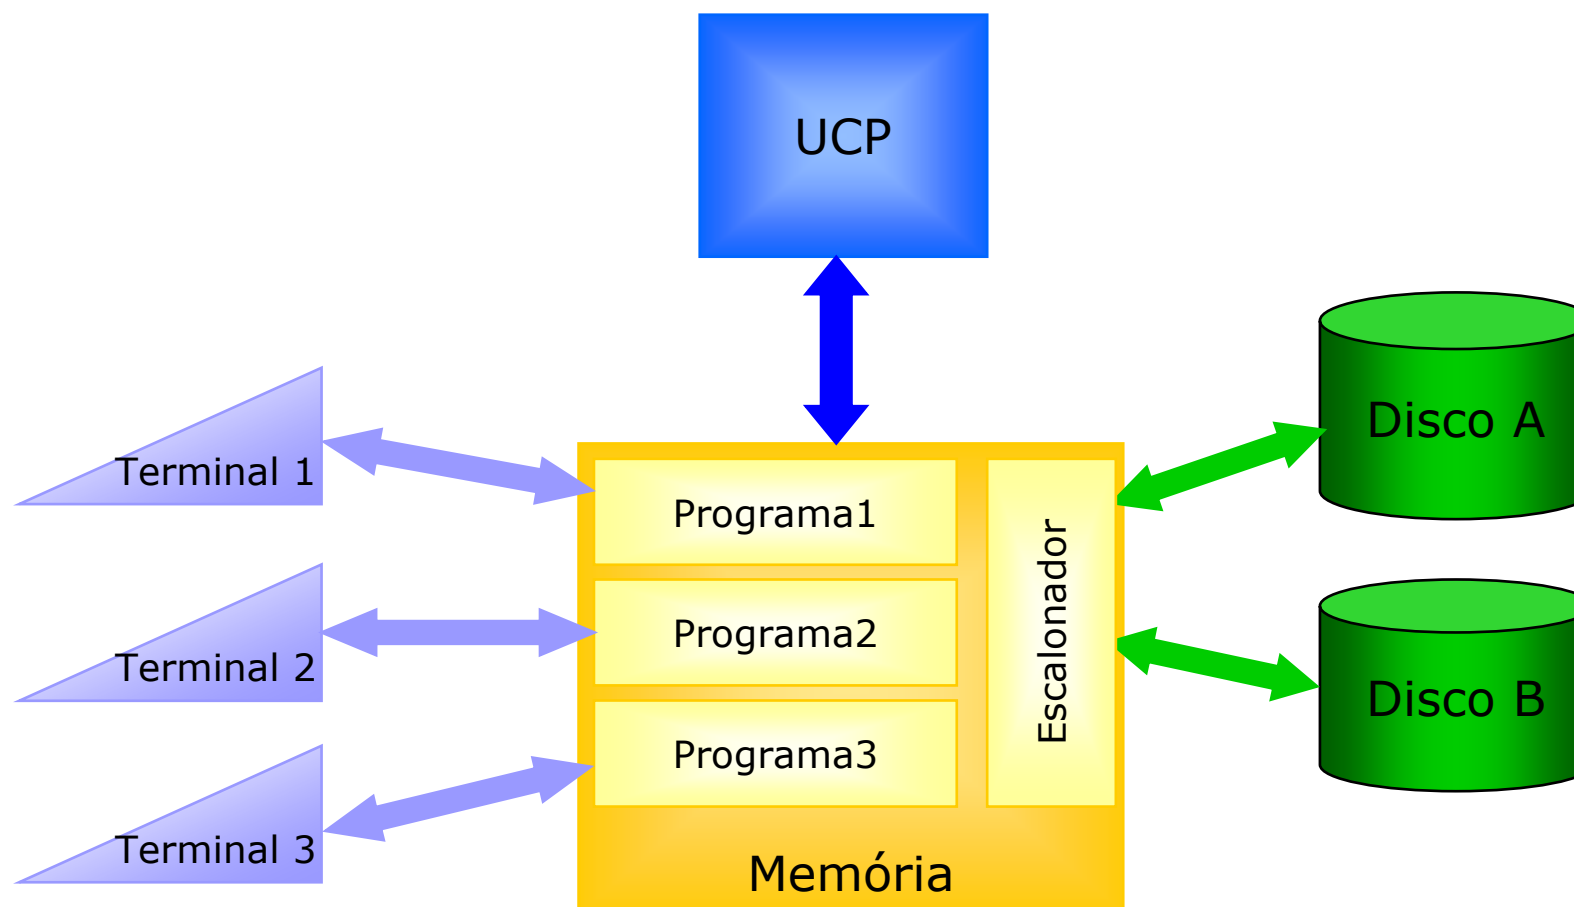 UCP
Terminal 1
Terminal 2
Terminal 3
Programa1
Programa2
Programa3
Escalonador
Memória
Disco A
Disco B